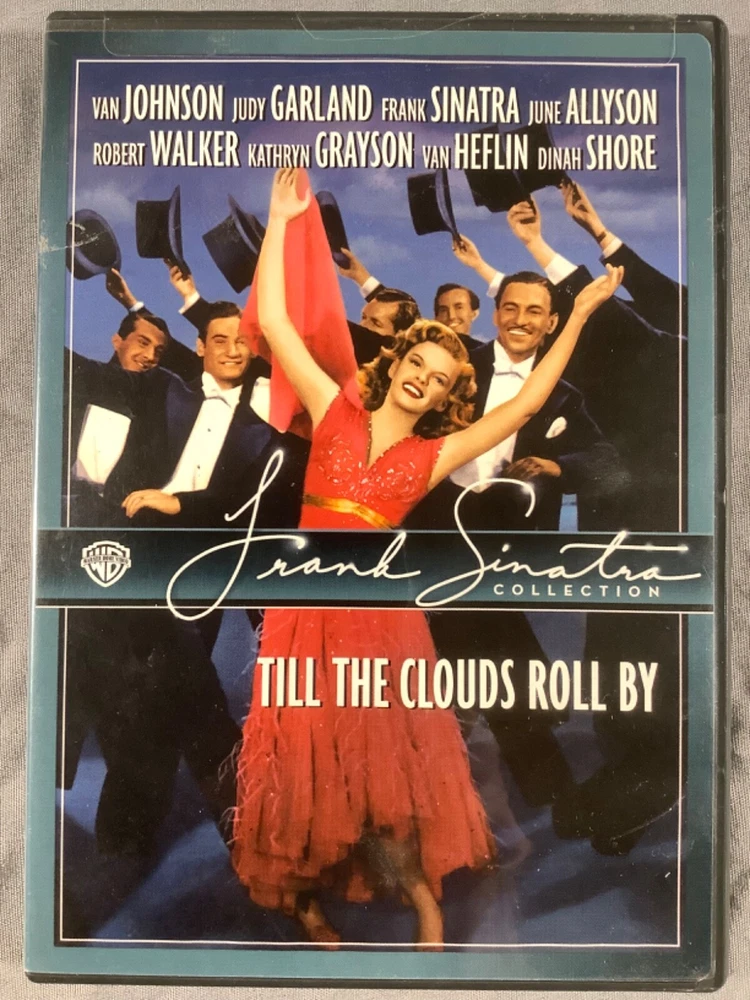 VAN JOHNSON JUDY GARLAND FRANK SINATRA JUNE ALLYSON
ROBERT WALKER KATHRYN GRAYSON VAN HEFLIN DINAH SHORE
Frank Sinatra
COLLECTION
TILL THE CLOUDS ROLL BY